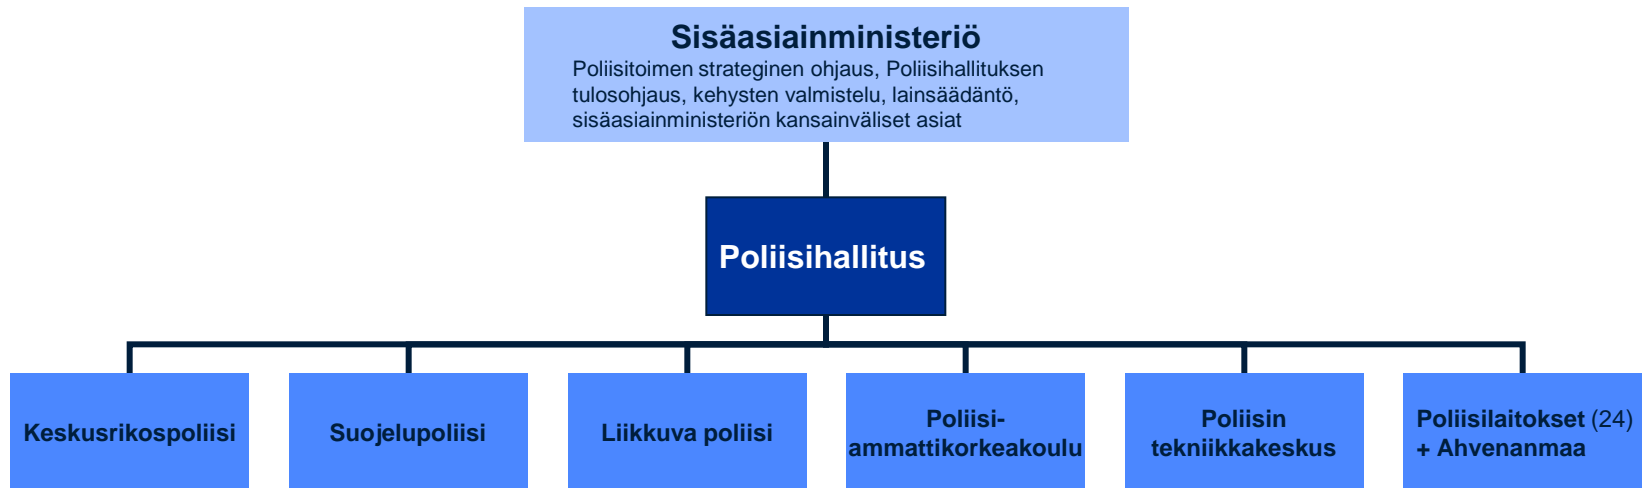 Sisäasiainministeriö
Poliisitoimen strateginen ohjaus, Poliisihallituksen
tulosohjaus, kehysten valmistelu, lainsäädäntö,
sisäasiainministeriön kansainväliset asiat
Poliisihallitus
Keskusrikospoliisi
Suojelupoliisi
Liikkuva poliisi
Poliisi-
ammattikorkeakoulu
Poliisin
tekniikkakeskus
Poliisilaitokset (24)
+ Ahvenanmaa